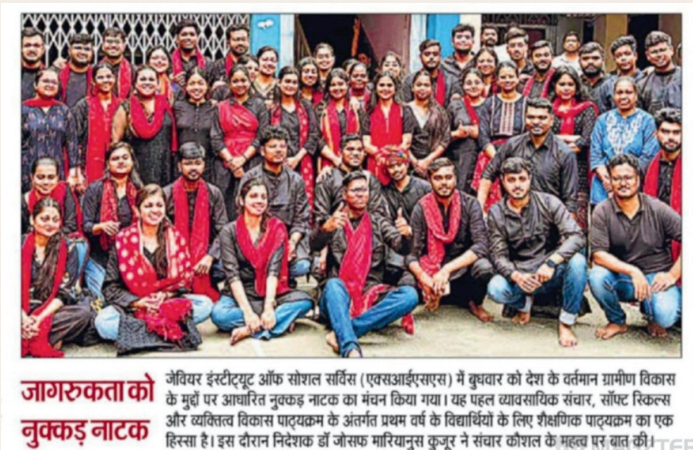 जागरुकता को
नुक्कड़ नाटक
जेवियर इंस्टीट्यूट ऑफ सोशल सर्विस (एक्सआईएसएस) में बुधवार को देश के वर्तमान ग्रामीण विकास
के मुद्दों पर आधारित नुक्कड़ नाटक का मंचन किया गया। यह पहल व्यावसायिक संचार, सॉफ्ट स्किल्स
और व्यक्तित्व विकास पाठ्यक्रम के अंतर्गत प्रथम वर्ष के विद्यार्थियों के लिए शैक्षणिक पाठ्यक्रम का एक
हिस्सा है। इस दौरान निदेशक डॉ जोसफ मारियानुस कुजूर ने संचार कौशल के महत्व पर बात की।